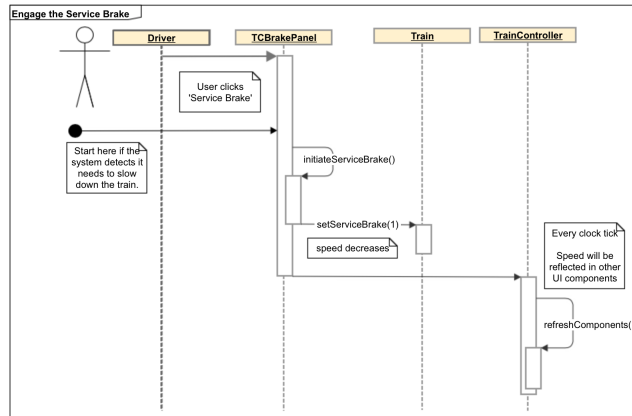 Engage the Service Brake
Driver
TCBrakePanel
Train
TrainController
User clicks
'Service Brake'
Start here if the
system detects it
needs to slow
down the train.
initiateServiceBrake()
setServiceBrake(1)
speed decreases
Every clock tick
Speed will be
reflected in other
UI components
refreshComponents(